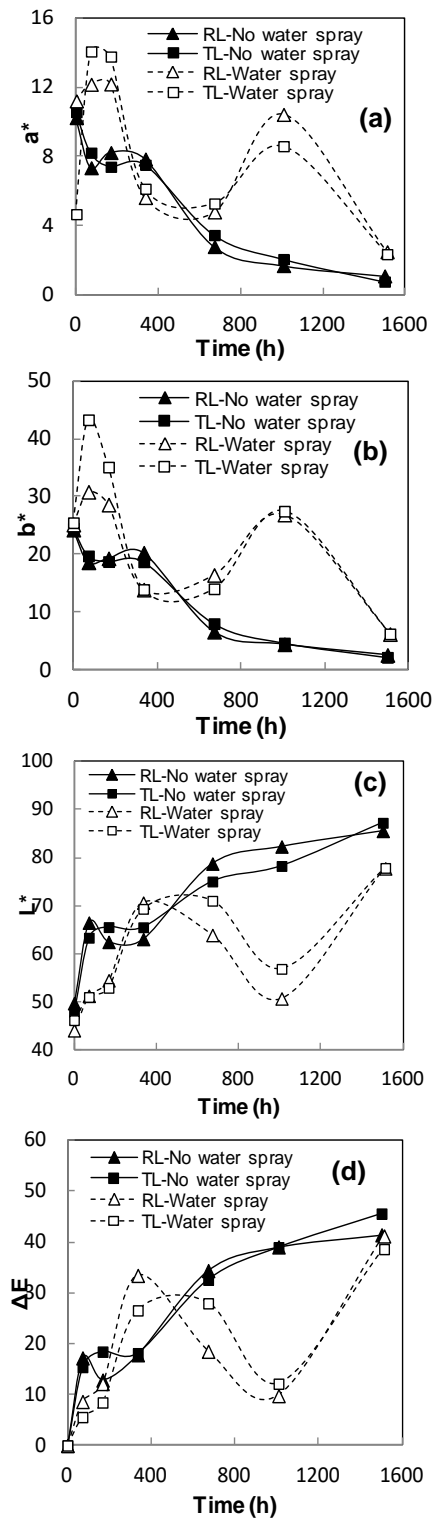 16
12
8
4
0
a*
RL-No water spray
TL-No water spray
RL-Water spray
TL-Water spray
(a)
0 400 800 1200 1600
Time (h)
50
40
30
20
10
0
b*
RL-No water spray
TL-No water spray
RL-Water spray
TL-Water spray
(b)
0 400 800 1200 1600
Time (h)
100
90
80
70
60
50
40
L*
RL-No water spray
TL-No water spray
RL-Water spray
TL-Water spray
(c)
0 400 800 1200 1600
Time (h)
60
50
40
30
20
10
0
ΔE
RL-No water spray
TL-No water spray
RL-Water spray
TL-Water spray
(d)
0 400 800 1200 1600
Time (h)